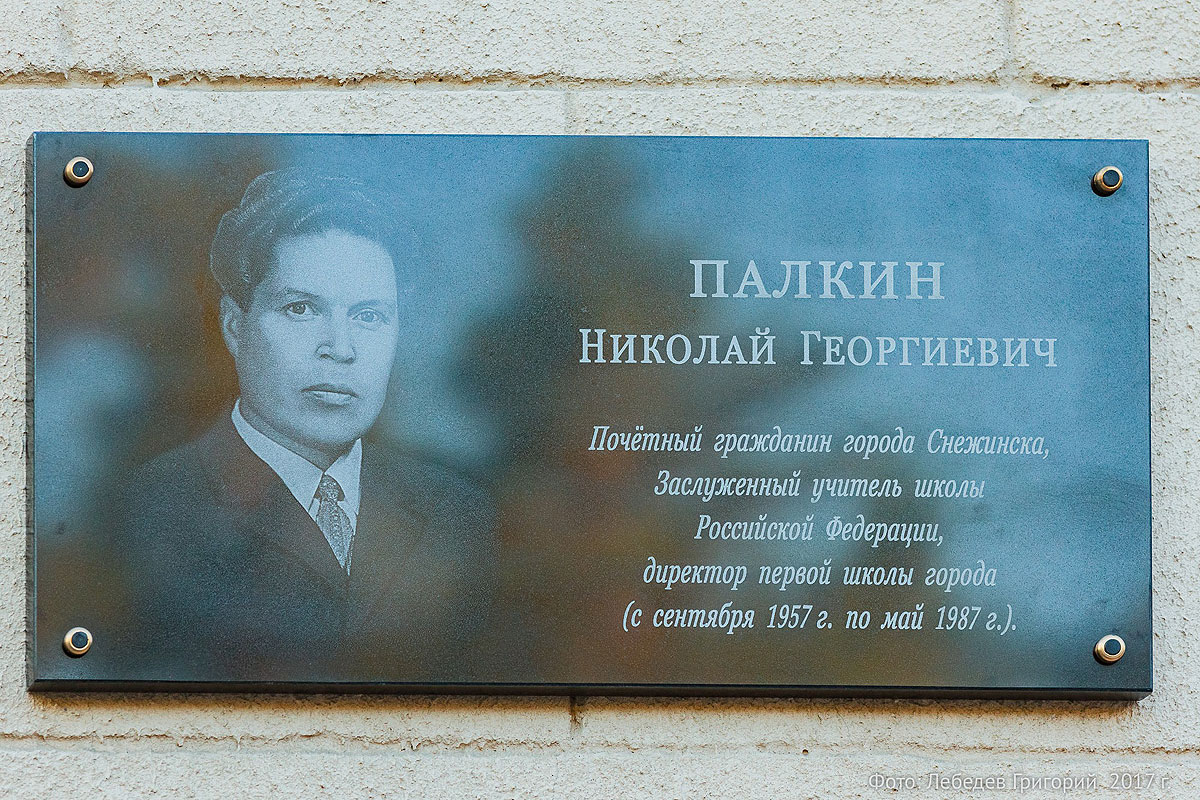 ПАЛКИН
НИКОЛАЙ ГЕОРГИЕВИЧ
Почётный гражданин города Снежинска,
Заслуженный учитель школы
Российской Федерации,
директор первой школы города
(с сентября 1957 г. по май 1987 г.).
Фото: Лебедев Григорий, 2017 г.